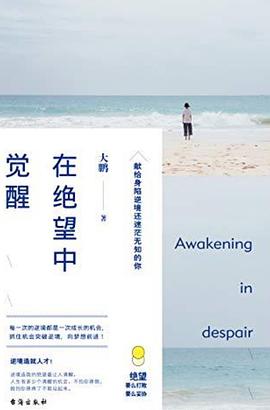 在绝望中
觉醒
大鹏 著
献给身陷逆境还迷茫无知的你
Awakening
in
despair
每一次的逆境都是一次成长的机会，
抓住机会突破逆境，向梦想前进！
逆境造就人才！
绝望
要么打败
要么妥协
台海出版社